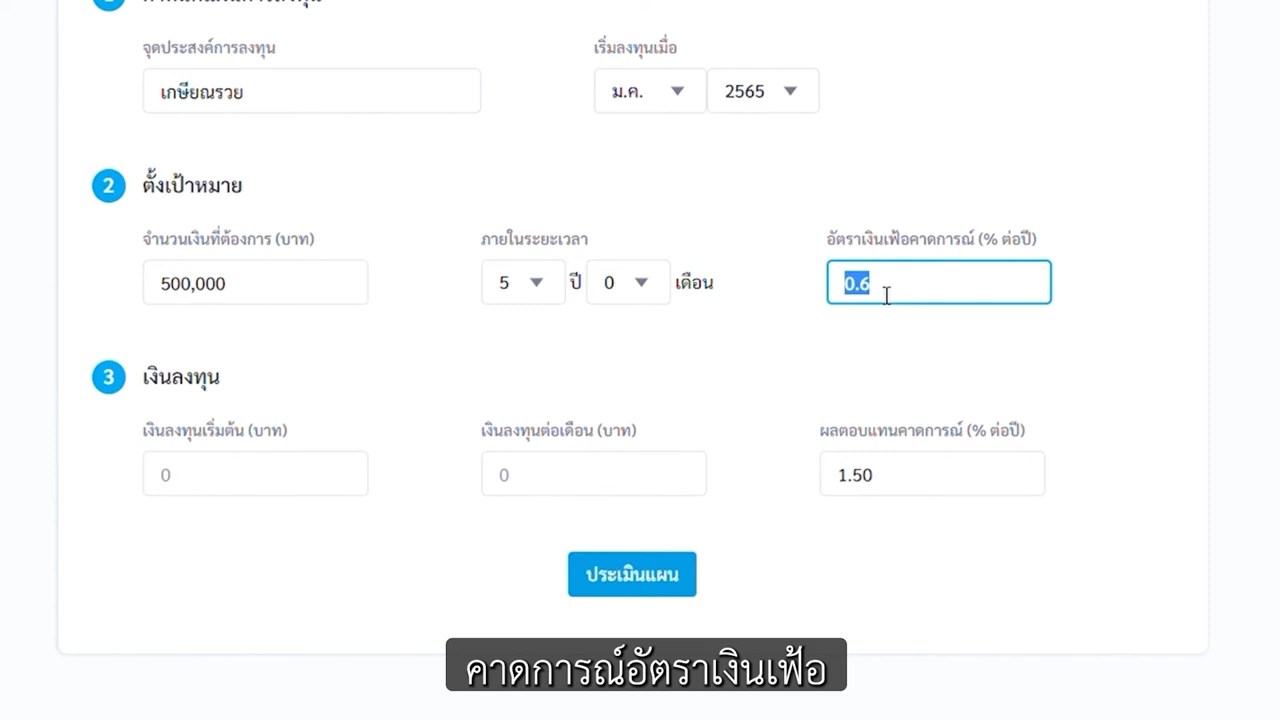 จุดประสงค์การลงทุน เริ่มลงทุนเมื่อ
เกษียณรวย ม.ค. 2565
2 ตั้งเป้าหมาย
จำนวนเงินที่ต้องการ (บาท) ภายในระยะเวลา อัตราเงินเฟ้อคาดการณ์ (% ต่อปี)
500,000 5 ปี 0 เดือน 0.6
3 เงินลงทุน
เงินลงทุนเริ่มต้น (บาท) เงินลงทุนต่อเดือน (บาท) ผลตอบแทนคาดการณ์ (% ต่อปี)
0 0 1.50
ประเมินแผน
คาดการณ์อัตราเงินเฟ้อ